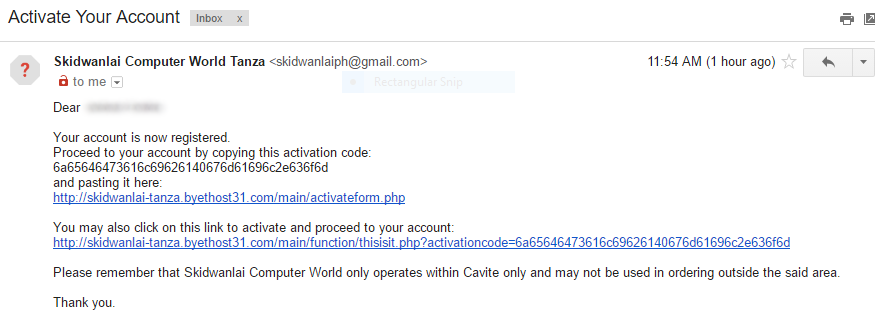 Activate Your Account
Inbox x
Skidwanlai Computer World Tanza <skidwanlaiph@gmail.com>
11:54 AM (1 hour ago)
to me
Rectangular Snip
Dear
Your account is now registered.
Proceed to your account by copying this activation code:
6a65646473616c69626140676d61696c2e636f6d
and pasting it here:
http://skidwanlai-tanza.byethost31.com/main/activateform.php
You may also click on this link to activate and proceed to your account:
http://skidwanlai-tanza.byethost31.com/main/function/thisisit.php?activationcode=6a65646473616c69626140676d61696c2e636f6d
Please remember that Skidwanlai Computer World only operates within Cavite only and may not be used in ordering outside the said area.
Thank you.